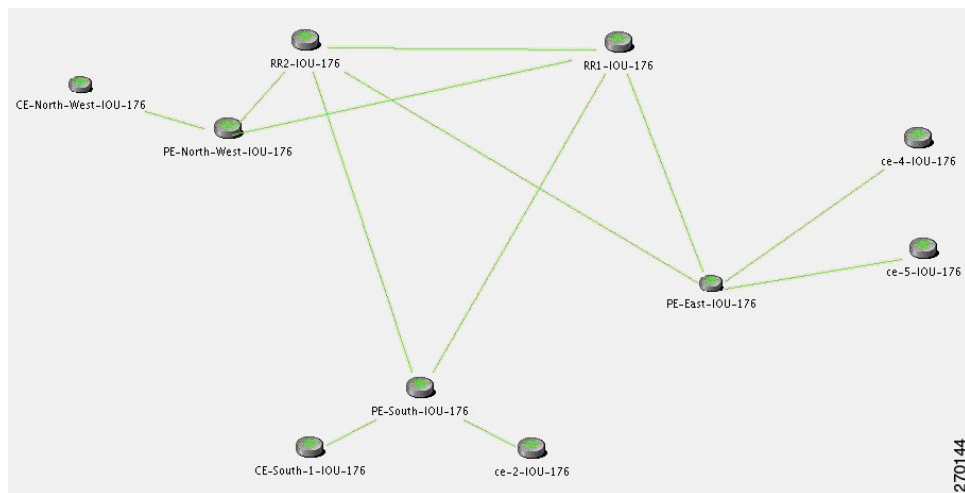 RR2-IOU-176
RR1-IOU-176
CE-North-West-IOU-176
PE-North-West-IOU-176
ce-4-IOU-176
ce-5-IOU-176
PE-East-IOU-176
PE-South-IOU-176
CE-South-1-IOU-176
ce-2-IOU-176
270144